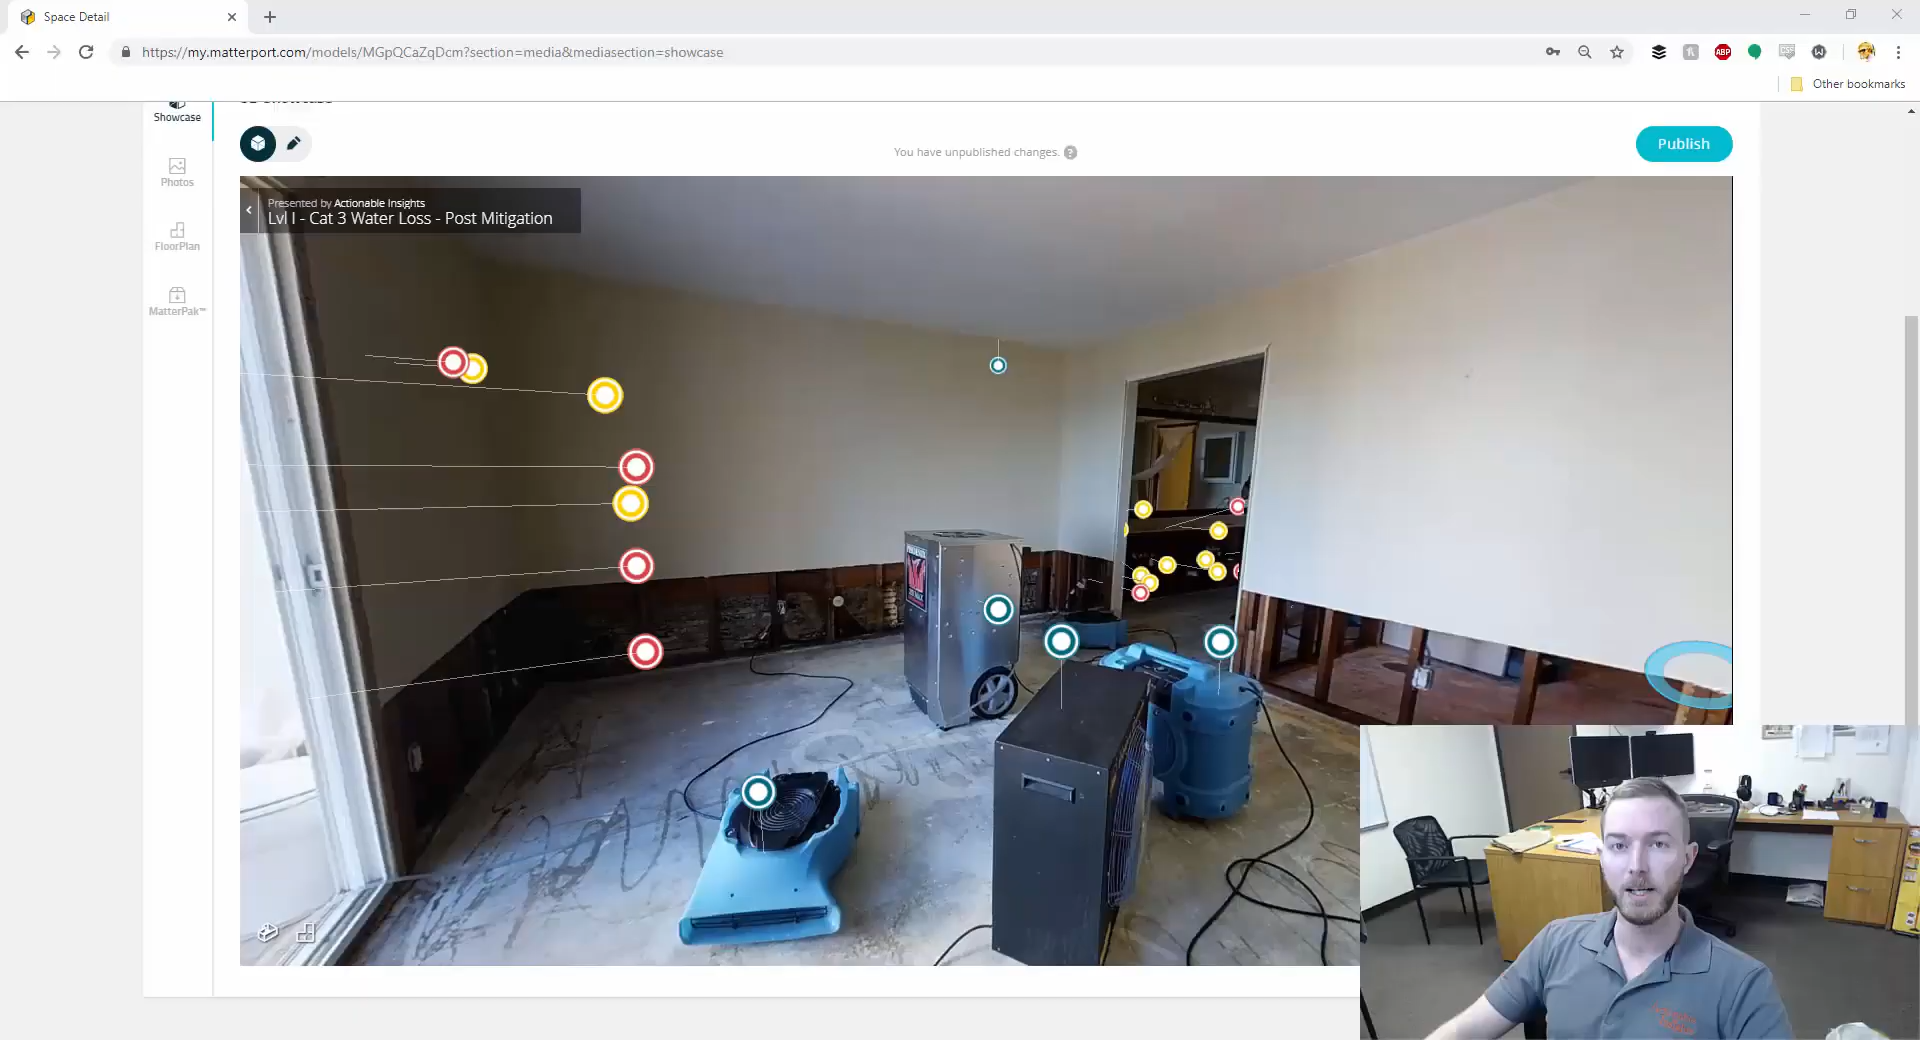 Space Detail
https://my.matterport.com/models/MGpQCaZqDcm?section=media&mediasection=showcase
ABP
Other bookmarks
Showcase
You have unpublished changes.
Publish
Photos
FloorPlan
MatterPak™
Presented by Actionable Insights
Lvl I - Cat 3 Water Loss - Post Mitigation